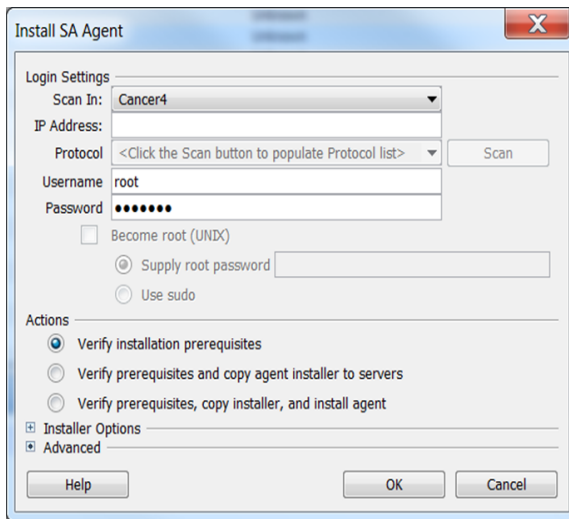 Install SA Agent
Login Settings
Scan In: Cancer4
IP Address:
Protocol <Click the Scan button to populate Protocol list> Scan
Username root
Password •••••••
Become root (UNIX)
Supply root password
Use sudo
Actions
Verify installation prerequisites
Verify prerequisites and copy agent installer to servers
Verify prerequisites, copy installer, and install agent
Installer Options
Advanced
Help OK Cancel